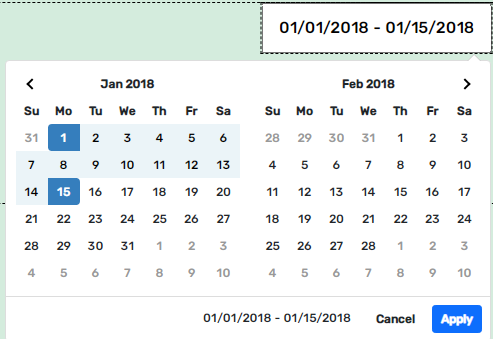 01/01/2018 - 01/15/2018
Jan 2018
Su Mo Tu We Th Fr Sa
31 1 2 3 4 5 6
7 8 9 10 11 12 13
14 15 16 17 18 19 20
21 22 23 24 25 26 27
28 29 30 31 1 2 3
4 5 6 7 8 9 10
Feb 2018
Su Mo Tu We Th Fr Sa
28 29 30 31 1 2 3
4 5 6 7 8 9 10
11 12 13 14 15 16 17
18 19 20 21 22 23 24
25 26 27 28 1 2 3
4 5 6 7 8 9 10
01/01/2018 - 01/15/2018 Cancel Apply